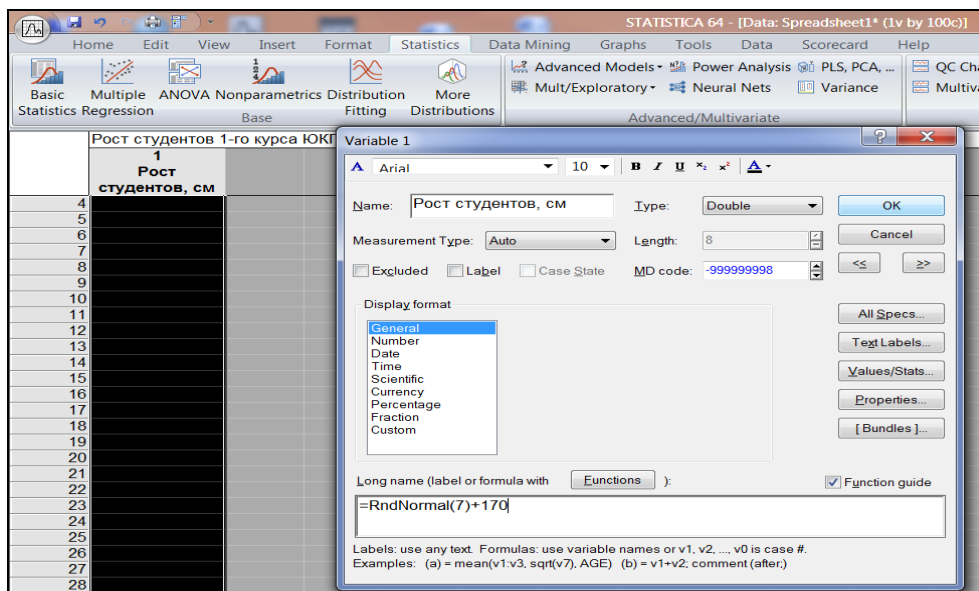 STATISTICA 64 - [Data: Spreadsheet1* (1v by 100c)]
Home Edit View Insert Format Statistics Data Mining Graphs Tools Data Scorecard Help
Basic Statistics
Multiple Regression
ANOVA
Nonparametrics
Distribution Fitting
More Distributions
Base
Advanced Models
Mult/Exploratory
Power Analysis
Neural Nets
PLS, PCA, ...
Variance
Advanced/Multivariate
QC
Рост студентов 1-го курса
1
Рост
студентов, см
4
5
6
7
8
9
10
11
12
13
14
15
16
17
18
19
20
21
22
23
24
25
26
27
28
Variable 1
A Arial 10 B I U x₂ x² A
Name: Рост студентов, см Type: Double OK
Measurement Type: Auto Length: 8 Cancel
Excluded Label Case State MD code: -999999998 << >>
Display format
General
Number
Date
Time
Scientific
Currency
Percentage
Fraction
Custom
All Specs...
Text Labels...
Values/Stats...
Properties...
[ Bundles ]...
Long name (label or formula with Functions ): Function guide
=RndNormal(7)+170
Labels: use any text. Formulas: use variable names or v1, v2, ..., v0 is case #.
Examples: (a) = mean(v1:v3, sqrt(v7), AGE) (b) = v1+v2; comment (after;)